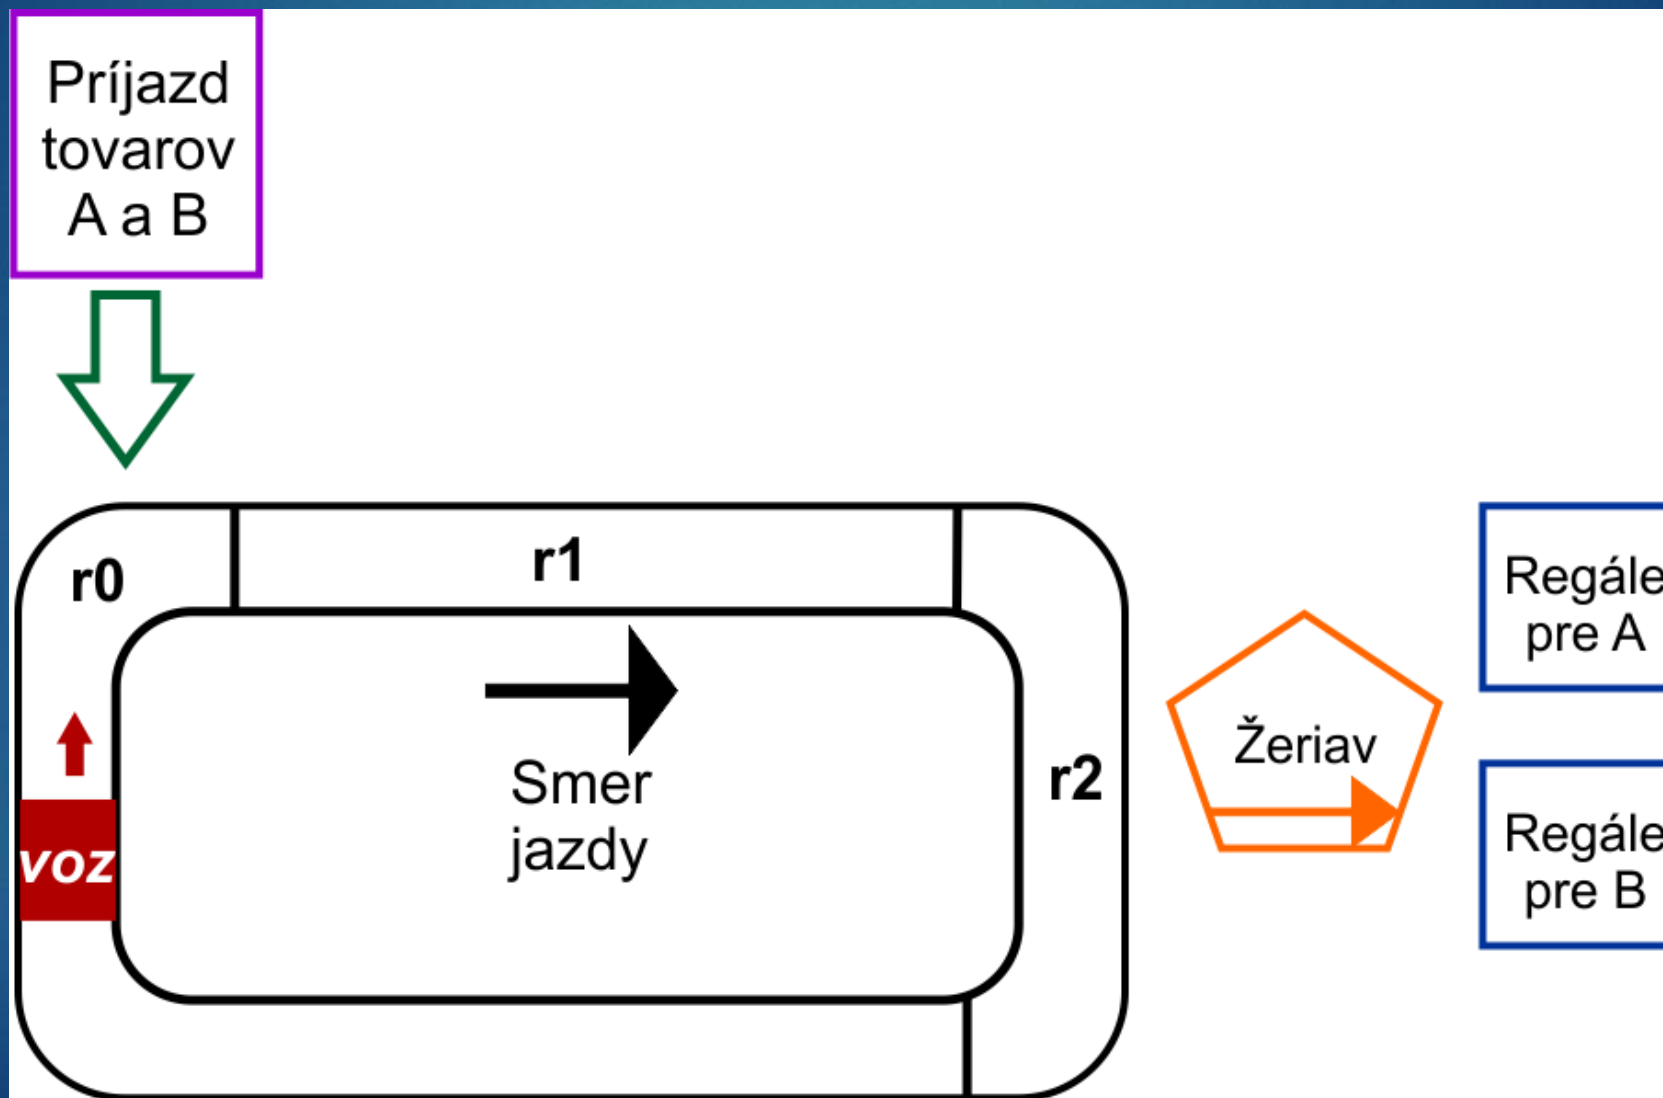 Príjazd
tovarov
A a B
r0
r1
r2
voz
Smer
jazdy
Žeriav
Regále
pre A
Regále
pre B